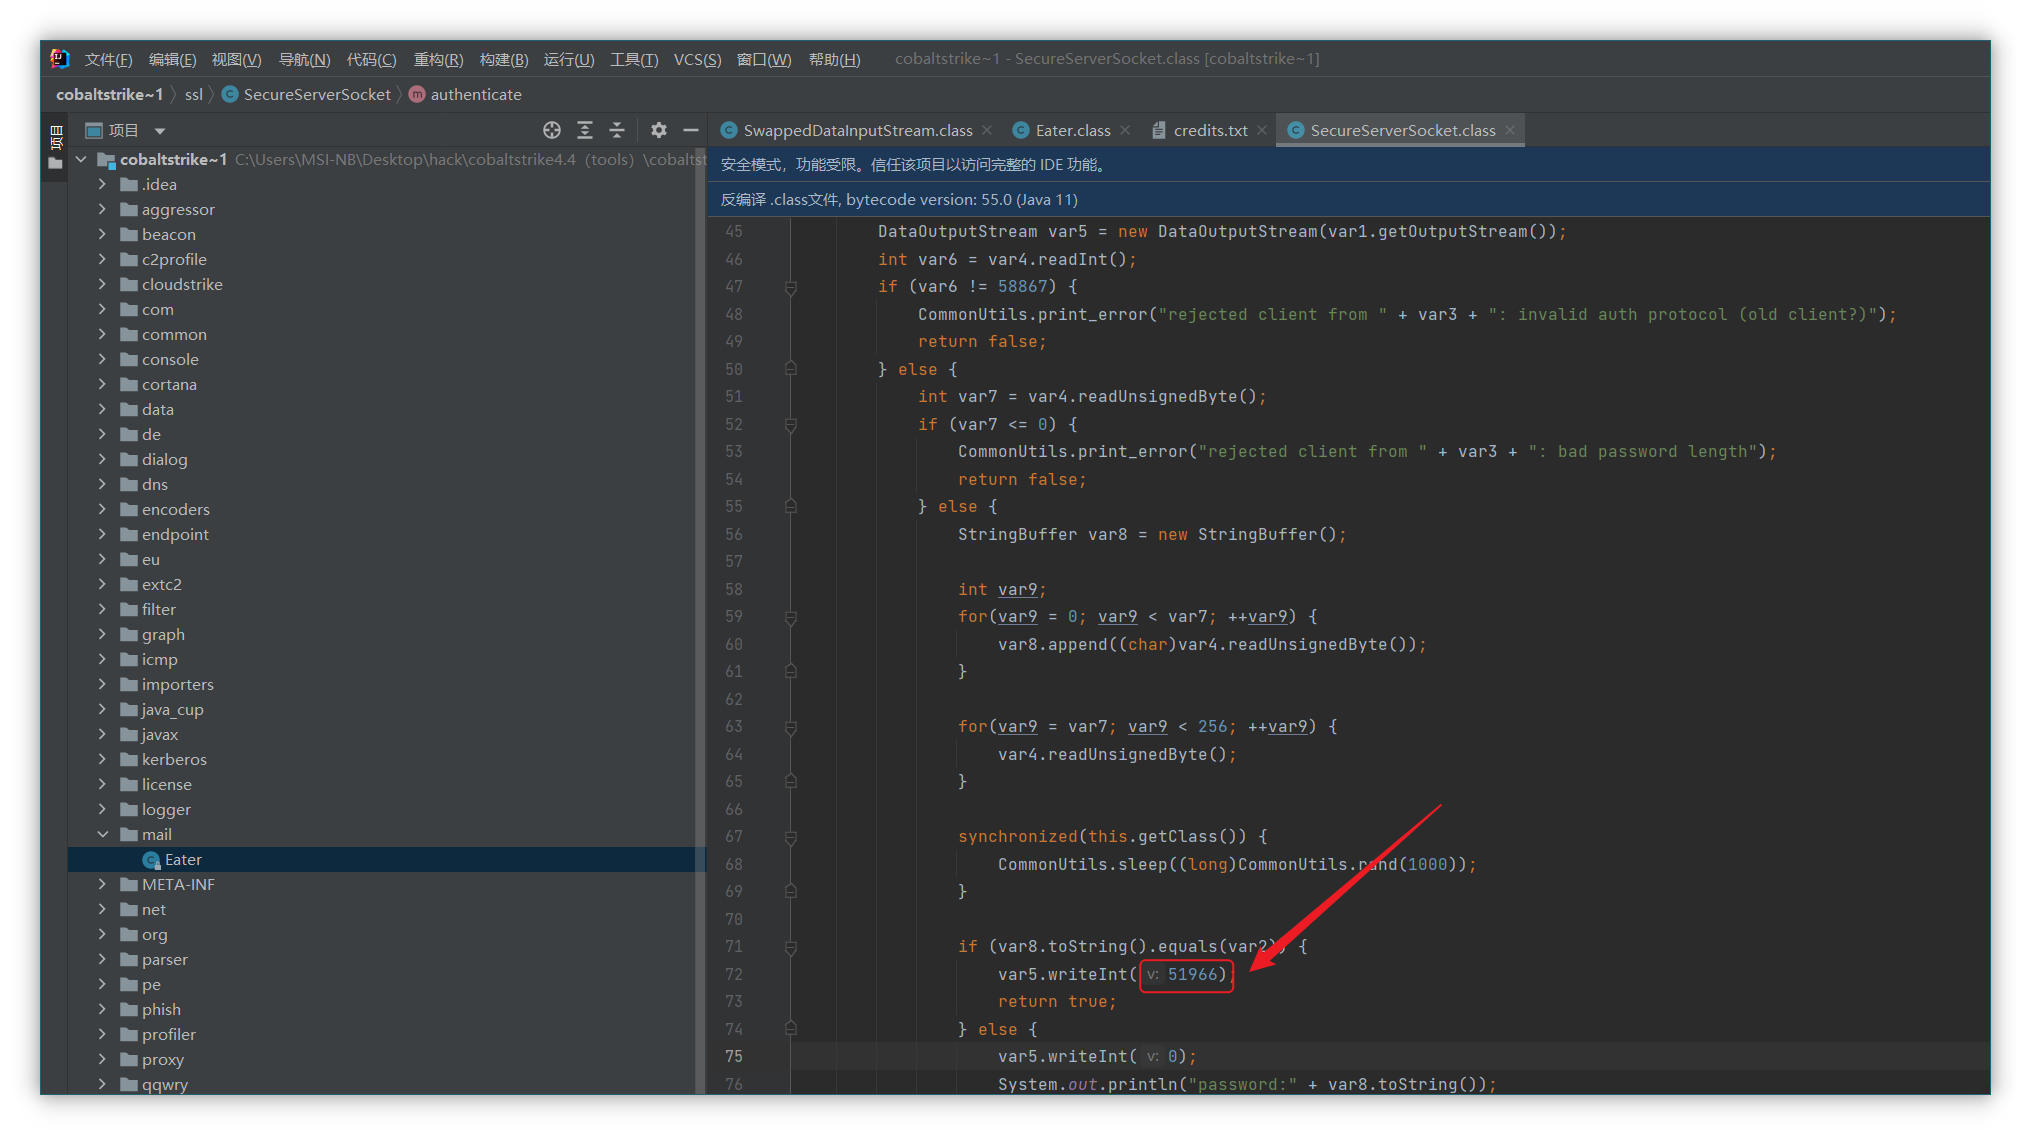 文件(F) 编辑(E) 视图(V) 导航(N) 代码(C) 重构(R) 构建(B) 运行(U) 工具(T) VCS(S) 窗口(W) 帮助(H) cobaltstrike~1 - SecureServerSocket.class [cobaltstrike~1]
cobaltstrike~1 〉 ssl 〉 C SecureServerSocket 〉 m authenticate
项目
项目
SwappedDataInputStream.class Eater.class credits.txt SecureServerSocket.class
cobaltstrike~1 C:\Users\MSI-NB\Desktop\hack\cobaltstrike4.4（tools）\cobaltst
.idea
aggressor
beacon
c2profile
cloudstrike
com
common
console
cortana
data
de
dialog
dns
encoders
endpoint
eu
extc2
filter
graph
icmp
importers
java_cup
javax
kerberos
license
logger
mail
Eater
META-INF
net
org
parser
pe
phish
profiler
proxy
qqwry
安全模式，功能受限。信任该项目以访问完整的 IDE 功能。
反编译 .class文件, bytecode version: 55.0 (Java 11)
45 DataOutputStream var5 = new DataOutputStream(var1.getOutputStream());
46 int var6 = var4.readInt();
47 if (var6 != 58867) {
48 CommonUtils.print_error("rejected client from " + var3 + ": invalid auth protocol (old client?)");
49 return false;
50 } else {
51 int var7 = var4.readUnsignedByte();
52 if (var7 <= 0) {
53 CommonUtils.print_error("rejected client from " + var3 + ": bad password length");
54 return false;
55 } else {
56 StringBuffer var8 = new StringBuffer();
57
58 int var9;
59 for(var9 = 0; var9 < var7; ++var9) {
60 var8.append((char)var4.readUnsignedByte());
61 }
62
63 for(var9 = var7; var9 < 256; ++var9) {
64 var4.readUnsignedByte();
65 }
66
67 synchronized(this.getClass()) {
68 CommonUtils.sleep((long)CommonUtils.rand(1000));
69 }
70
71 if (var8.toString().equals(var2)) {
72 var5.writeInt( v: 51966);
73 return true;
74 } else {
75 var5.writeInt( v: 0);
76 System.out.println("password:" + var8.toString());